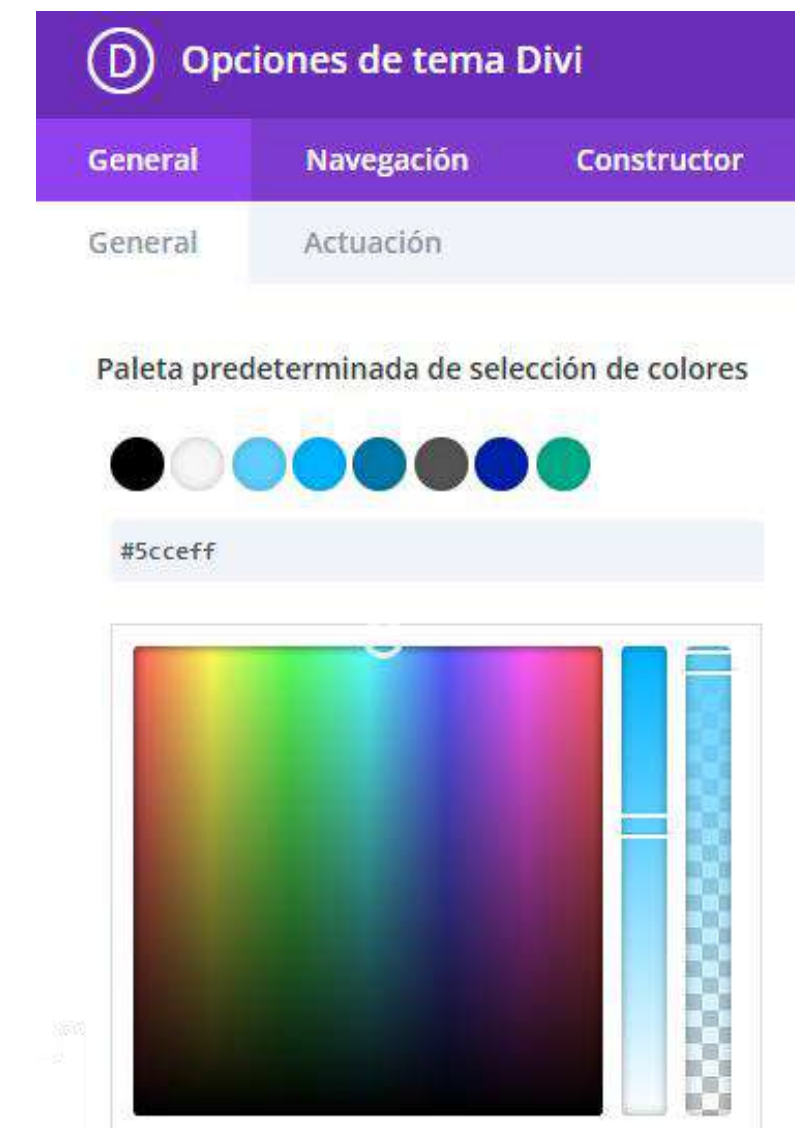 D Opciones de tema Divi
General Navegación Constructor
General Actuación
Paleta predeterminada de selección de colores
#5cceff